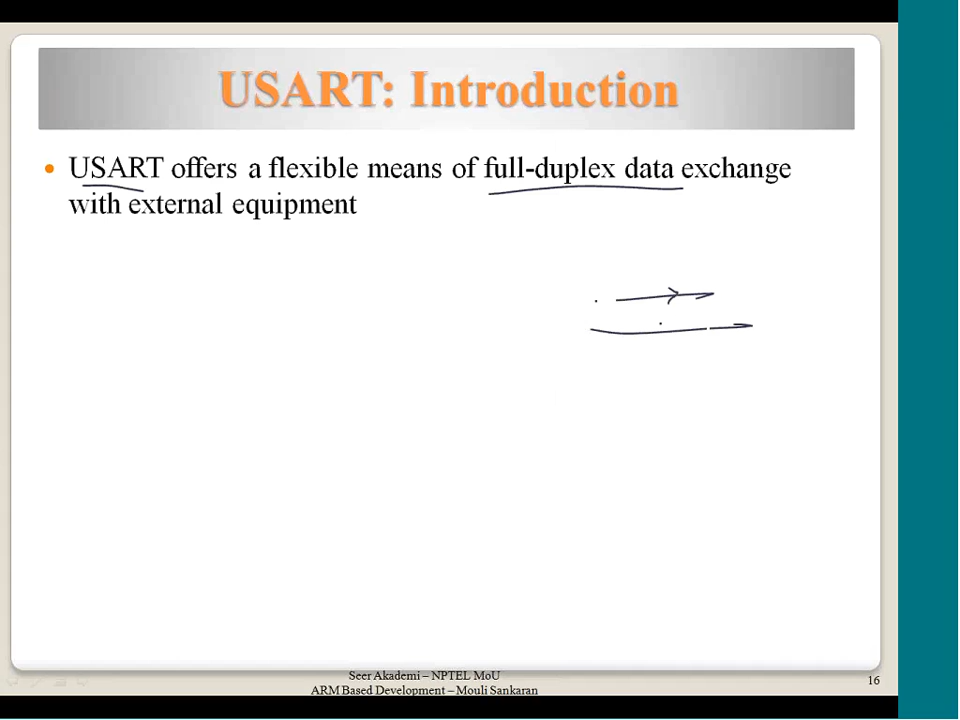 USART: Introduction
• USART offers a flexible means of full-duplex data exchange
with external equipment
Seer Akademi – NPTEL MoU
ARM Based Development – Mouli Sankaran
16